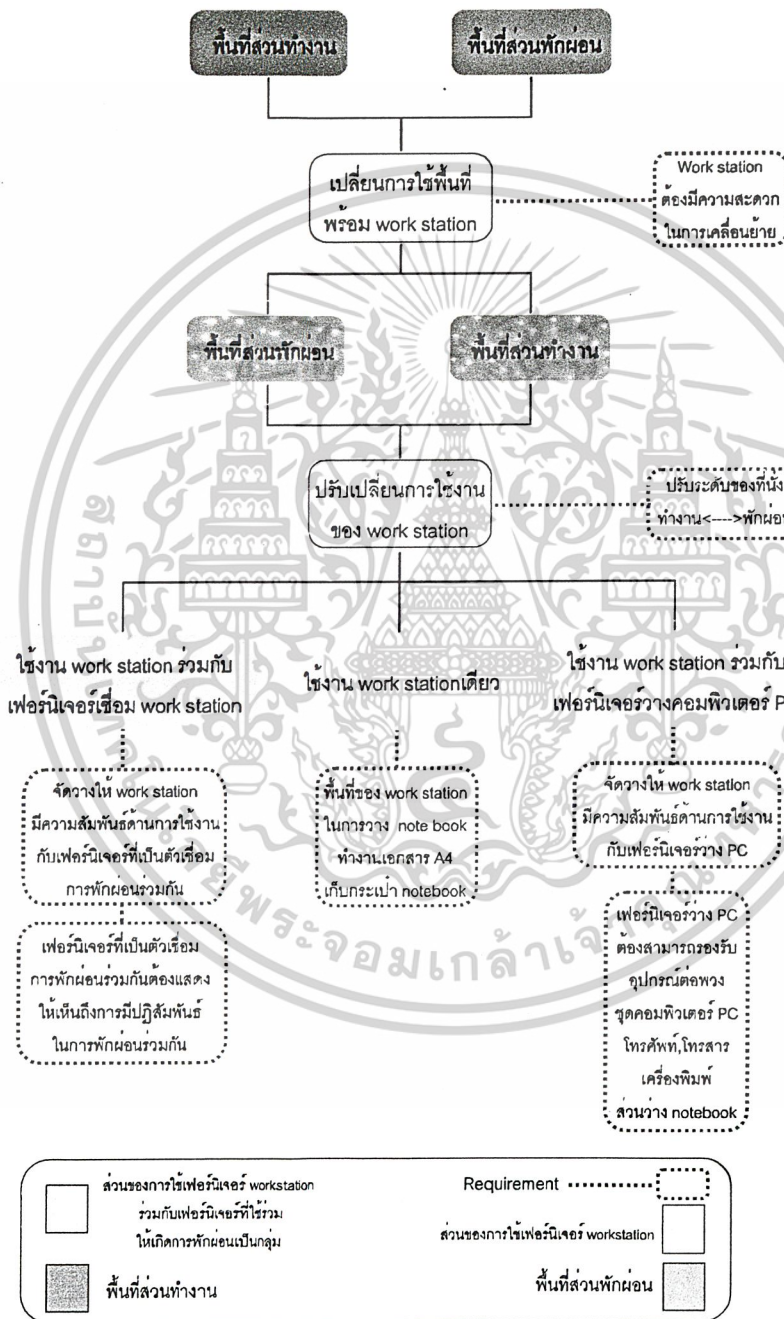 พื้นที่ส่วนทำงาน
พื้นที่ส่วนพักผ่อน
เปลี่ยนการใช้พื้นที่
พร้อม work station
Work station
ต้องมีความสะดวก
ในการเคลื่อนย้าย
พื้นที่ส่วนพักผ่อน
พื้นที่ส่วนทำงาน
ปรับเปลี่ยนการใช้งาน
ของ work station
ปรับระดับของที่นั่ง
ทำงาน<---->พักผ่อน
ใช้งาน work station ร่วมกับ
เฟอร์นิเจอร์เชื่อม work station
ใช้งาน work stationเดียว
ใช้งาน work station ร่วมกับ
เฟอร์นิเจอร์วางคอมพิวเตอร์ P
จัดวางให้ work station
มีความสัมพันธ์ด้านการใช้งาน
กับเฟอร์นิเจอร์ที่เป็นตัวเชื่อม
การพักผ่อนร่วมกัน
เฟอร์นิเจอร์ที่เป็นตัวเชื่อม
การพักผ่อนร่วมกันต้องแสดง
ให้เห็นถึงการมีปฏิสัมพันธ์
ในการพักผ่อนร่วมกัน
พื้นที่ของ work station
ในการวาง note book
ทำงานเอกสาร A4
เก็บกระเป๋า notebook
จัดวางให้ work station
มีความสัมพันธ์ด้านการใช้งาน
กับเฟอร์นิเจอร์ว่าง PC
เฟอร์นิเจอร์ว่าง PC
ต้องสามารถรองรับ
อุปกรณ์ต่อพวง
ชุดคอมพิวเตอร์ PC
โทรศัพท์,โทรสาร
เครื่องพิมพ์
ส่วนว่าง notebook
ส่วนของการใช้เฟอร์นิเจอร์ workstation
ร่วมกับเฟอร์นิเจอร์ที่ใช้ร่วม
ให้เกิดการพักผ่อนเป็นกลุ่ม
พื้นที่ส่วนทำงาน
Requirement
ส่วนของการใช้เฟอร์นิเจอร์ workstation
พื้นที่ส่วนพักผ่อน